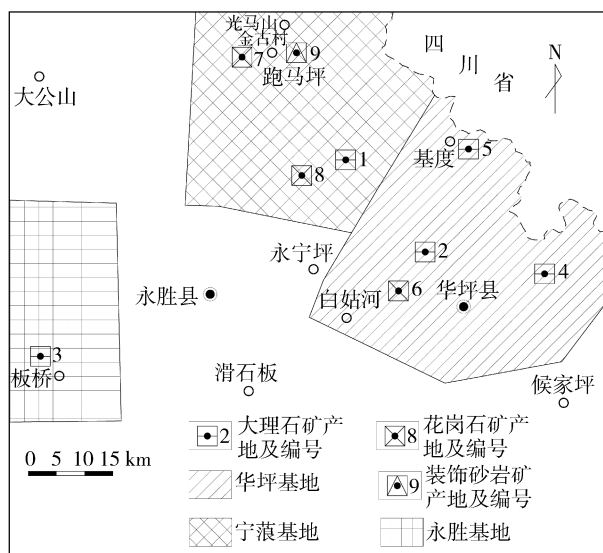 光马山
金古村
7
9
跑马坪
四
川
省
N
大公山
基度
5
1
8
永宁坪
2
4
永胜县
6
白姑河
华坪县
3
板桥
滑石板
候家坪
2 大理石矿产
地及编号
8 花岗石矿产
地及编号
0 5 10 15 km
华坪基地
9 装饰砂岩矿
产地及编号
宁蒗基地
永胜基地